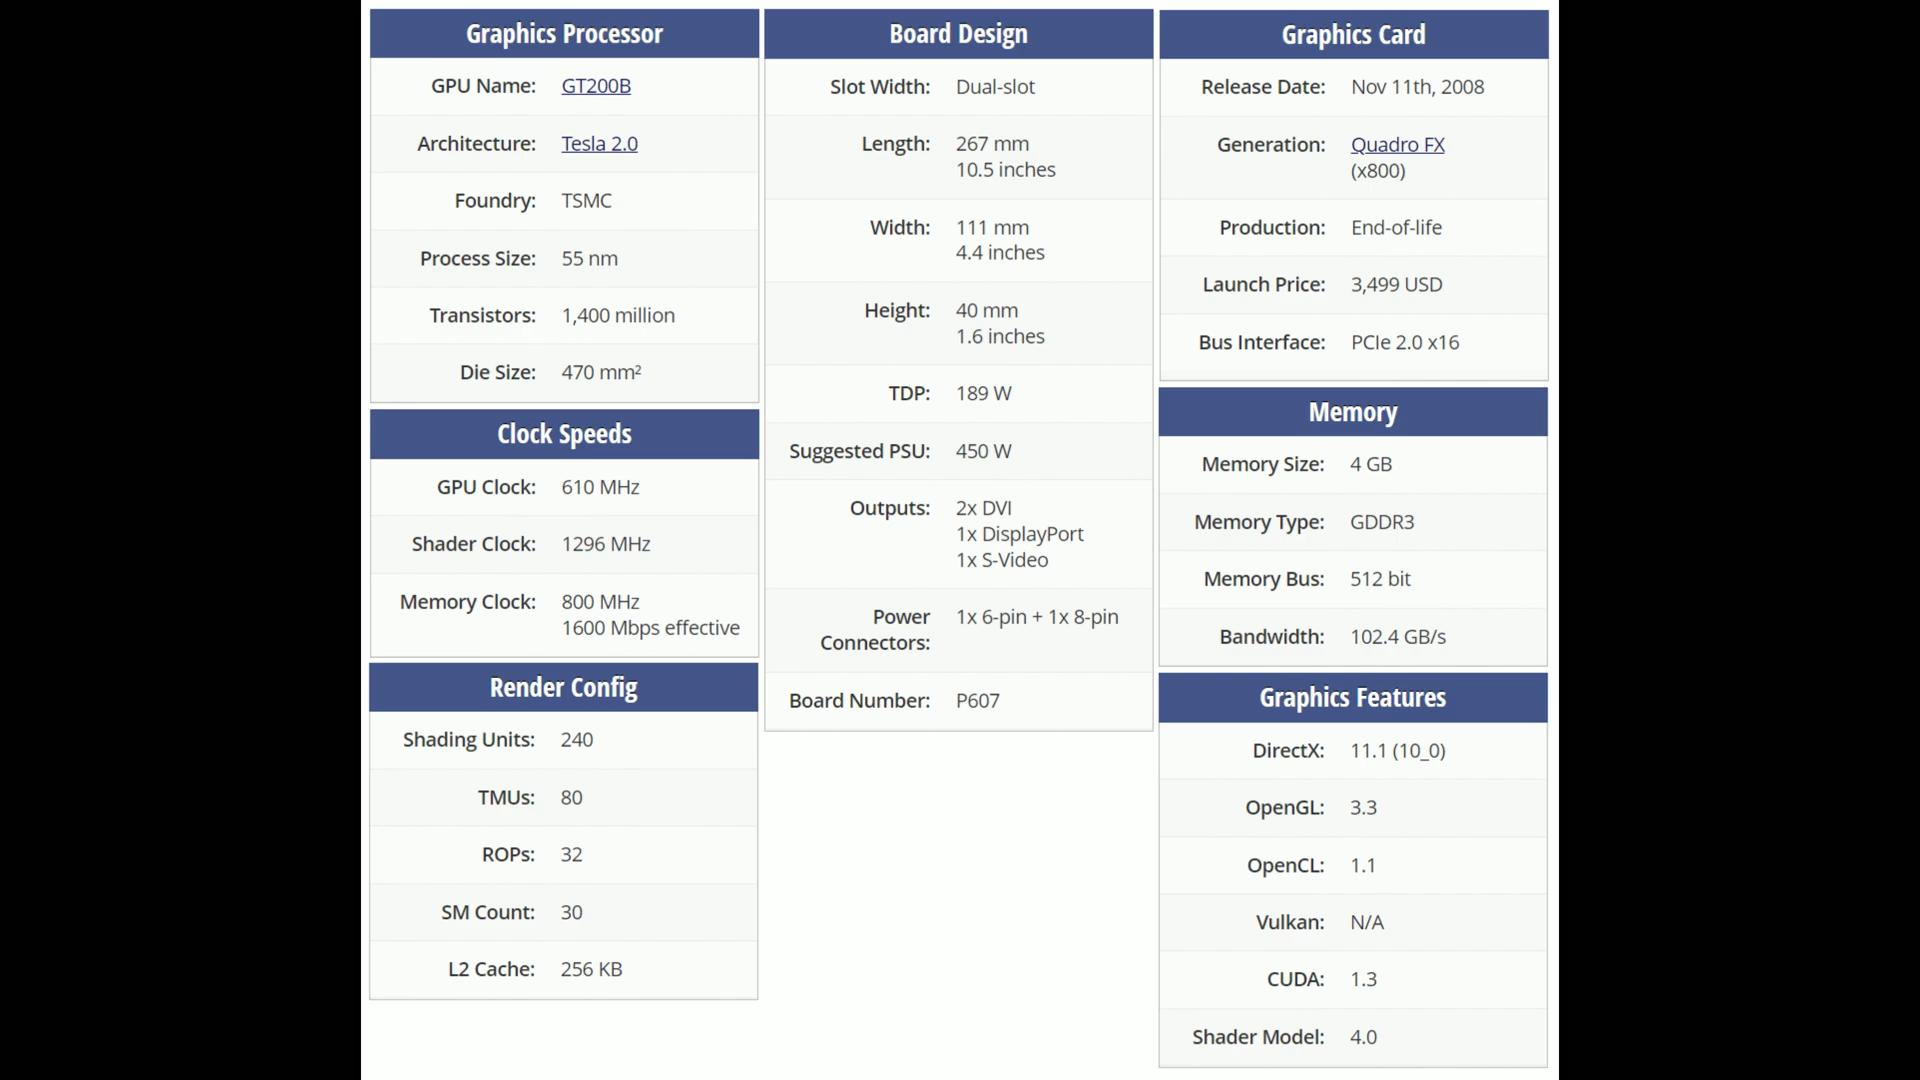 Graphics Processor
GPU Name: GT200B
Architecture: Tesla 2.0
Foundry: TSMC
Process Size: 55 nm
Transistors: 1,400 million
Die Size: 470 mm²
Clock Speeds
GPU Clock: 610 MHz
Shader Clock: 1296 MHz
Memory Clock: 800 MHz
1600 Mbps effective
Render Config
Shading Units: 240
TMUs: 80
ROPs: 32
SM Count: 30
L2 Cache: 256 KB
Board Design
Slot Width: Dual-slot
Length: 267 mm
10.5 inches
Width: 111 mm
4.4 inches
Height: 40 mm
1.6 inches
TDP: 189 W
Suggested PSU: 450 W
Outputs: 2x DVI
1x DisplayPort
1x S-Video
Power 1x 6-pin + 1x 8-pin
Connectors:
Board Number: P607
Graphics Card
Release Date: Nov 11th, 2008
Generation: Quadro FX
(x800)
Production: End-of-life
Launch Price: 3,499 USD
Bus Interface: PCIe 2.0 x16
Memory
Memory Size: 4 GB
Memory Type: GDDR3
Memory Bus: 512 bit
Bandwidth: 102.4 GB/s
Graphics Features
DirectX: 11.1 (10_0)
OpenGL: 3.3
OpenCL: 1.1
Vulkan: N/A
CUDA: 1.3
Shader Model: 4.0